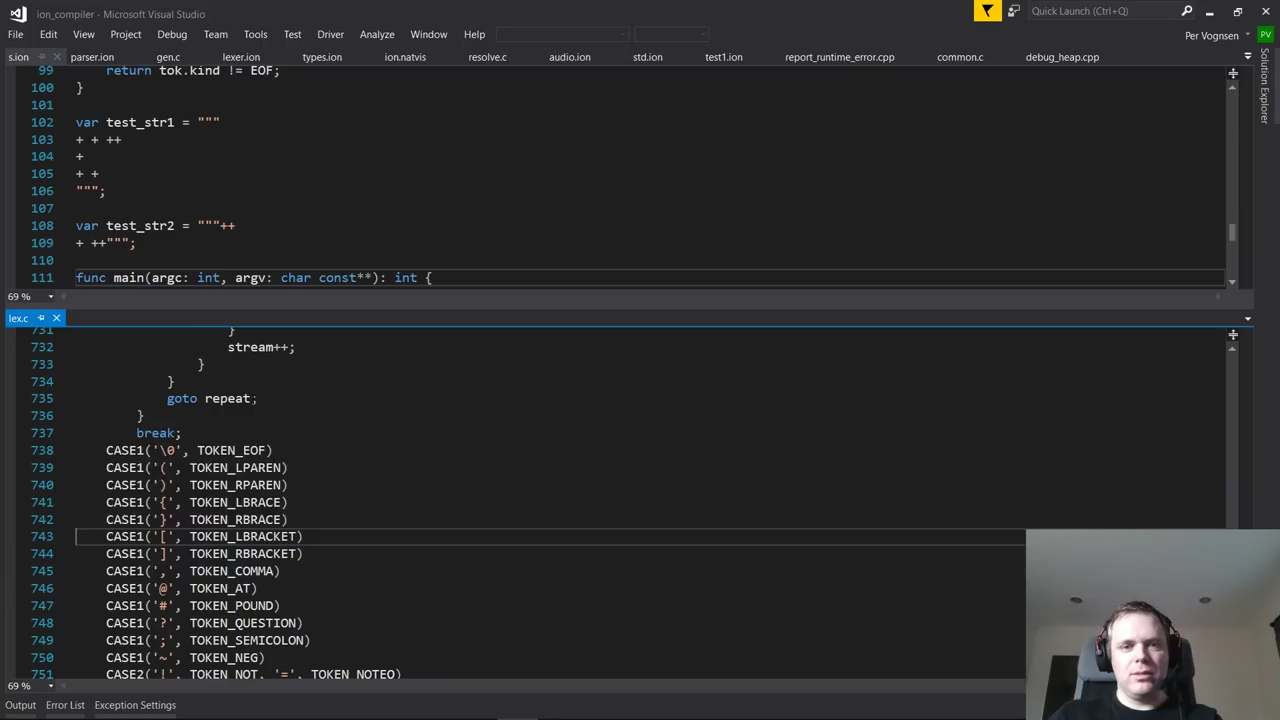 ion_compiler - Microsoft Visual Studio
Quick Launch (Ctrl+Q)
File Edit View Project Debug Team Tools Test Driver Analyze Window Help
Per Vognsen PV
s.ion parser.ion gen.c lexer.ion types.ion ion.natvis resolve.c audio.ion std.ion test1.ion report_runtime_error.cpp common.c debug_heap.cpp
Solution Explorer
99 return tok.kind != EOF;
100 }
101
102 var test_str1 = """
103 + + ++
104 +
105 + +
106 """;
107
108 var test_str2 = """++
109 + ++""";
110
111 func main(argc: int, argv: char const**): int {
69 %
lex.c
731 }
732 stream++;
733 }
734 }
735 goto repeat;
736 }
737 break;
738 CASE1('\0', TOKEN_EOF)
739 CASE1('(', TOKEN_LPAREN)
740 CASE1(')', TOKEN_RPAREN)
741 CASE1('{', TOKEN_LBRACE)
742 CASE1('}', TOKEN_RBRACE)
743 CASE1('[', TOKEN_LBRACKET)
744 CASE1(']', TOKEN_RBRACKET)
745 CASE1(',', TOKEN_COMMA)
746 CASE1('@', TOKEN_AT)
747 CASE1('#', TOKEN_POUND)
748 CASE1('?', TOKEN_QUESTION)
749 CASE1(';', TOKEN_SEMICOLON)
750 CASE1('~', TOKEN_NEG)
751 CASE2('!', TOKEN_NOT, '=', TOKEN_NOTEQ)
69 %
Output Error List Exception Settings